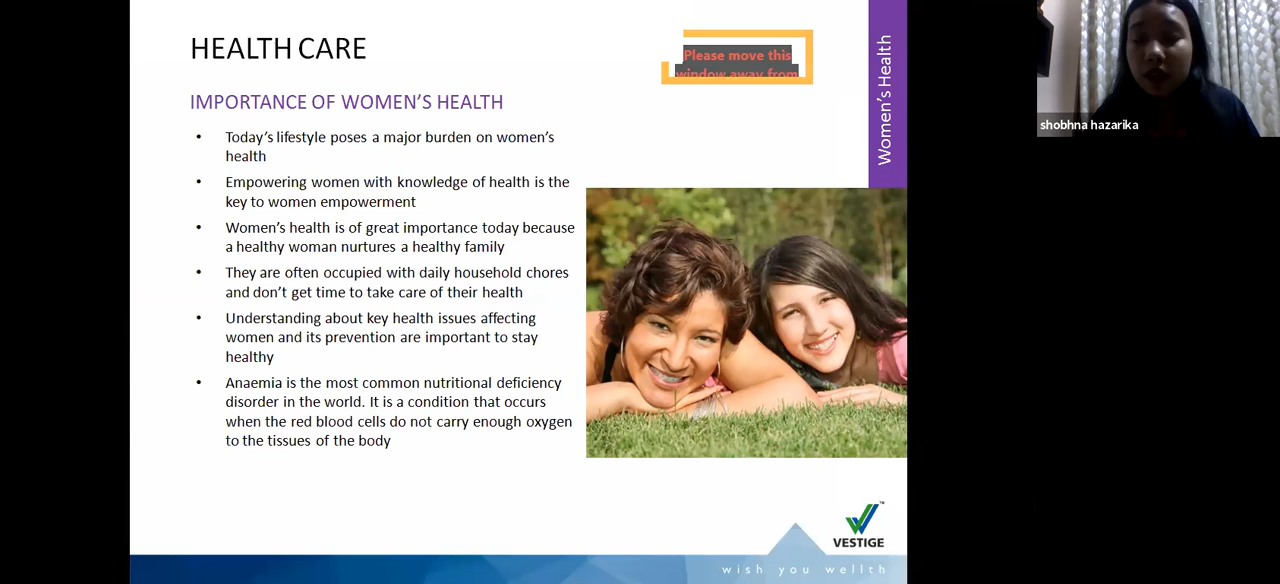 HEALTH CARE
Please move this
window away from
Women's Health
shobhna hazarika
IMPORTANCE OF WOMEN'S HEALTH
• Today's lifestyle poses a major burden on women's
health
• Empowering women with knowledge of health is the
key to women empowerment
• Women's health is of great importance today because
a healthy woman nurtures a healthy family
• They are often occupied with daily household chores
and don't get time to take care of their health
• Understanding about key health issues affecting
women and its prevention are important to stay
healthy
• Anaemia is the most common nutritional deficiency
disorder in the world. It is a condition that occurs
when the red blood cells do not carry enough oxygen
to the tissues of the body
VESTIGE™
wish you wellth